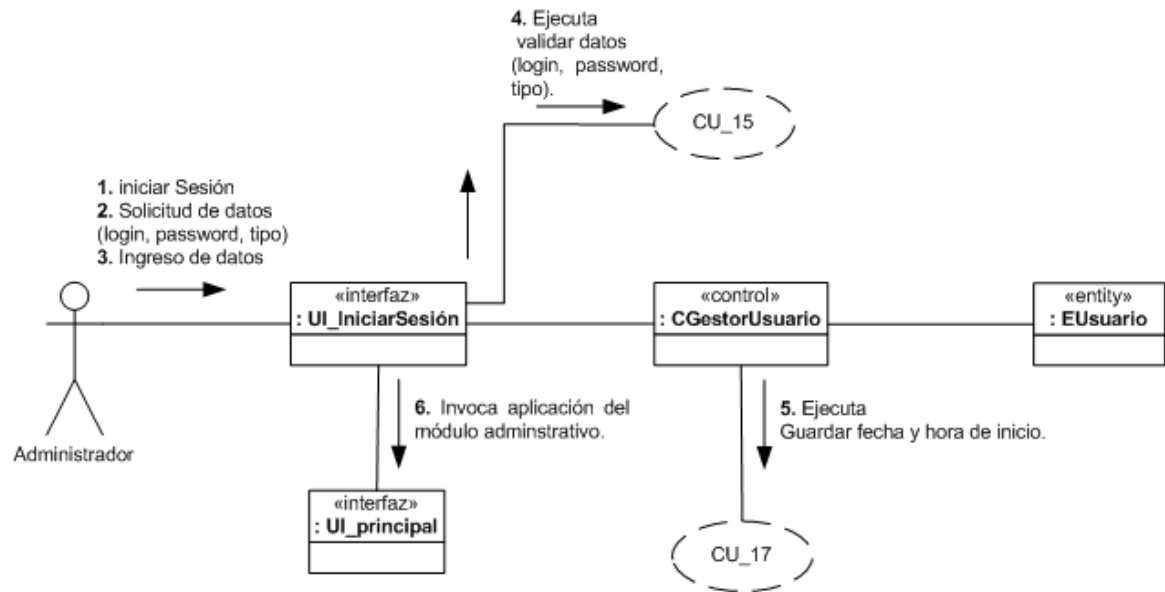 4. Ejecuta
validar datos
(login, password,
tipo).
CU_15
1. iniciar Sesión
2. Solicitud de datos
(login, password, tipo)
3. Ingreso de datos
«interfaz»
: UI_IniciarSesión
«control»
: CGestorUsuario
«entity»
: EUsuario
Administrador
6. Invoca aplicación del
módulo adminstrativo.
5. Ejecuta
Guardar fecha y hora de inicio.
«interfaz»
: UI_principal
CU_17